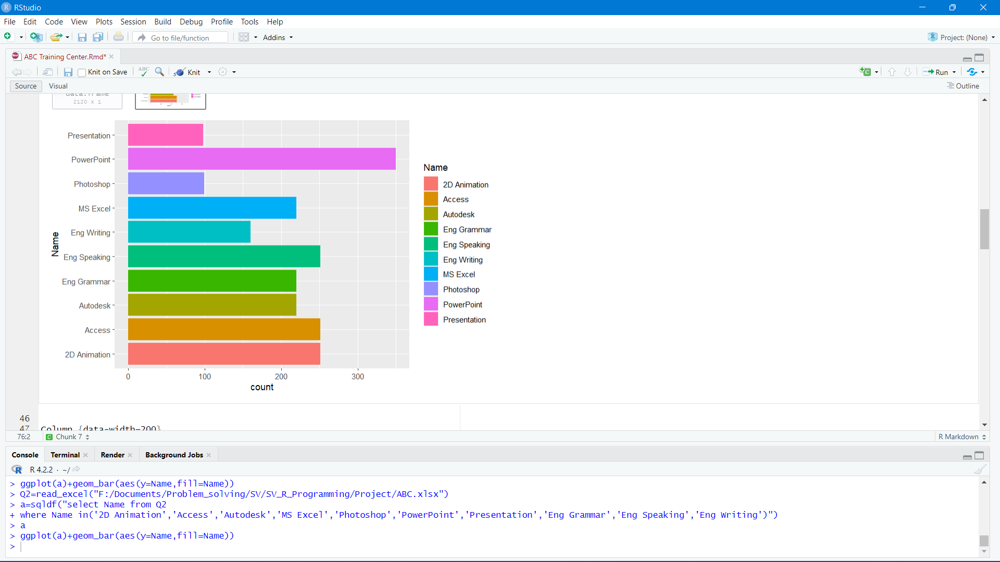 RStudio
File Edit Code View Plots Session Build Debug Profile Tools Help
Go to file/function
Addins
Project: (None)
ABC Training Center.Rmd*
Knit on Save
ABC
Knit
Run
Source Visual
Outline
data.frame
2120 x 1
Presentation
PowerPoint
Photoshop
MS Excel
Eng Writing
Eng Speaking
Eng Grammar
Autodesk
Access
2D Animation
Name
0 100 200 300
count
Name
2D Animation
Access
Autodesk
Eng Grammar
Eng Speaking
Eng Writing
MS Excel
Photoshop
PowerPoint
Presentation
46
47 Column {data-width=200}
76:2 C Chunk 7
R Markdown
Console Terminal Render Background Jobs
R R 4.2.2 · ~/
> ggplot(a)+geom_bar(aes(y=Name,fill=Name))
> Q2=read_excel("F:/Documents/Problem_solving/SV/SV_R_Programming/Project/ABC.xlsx")
> a=sqldf("select Name from Q2
+ where Name in('2D Animation','Access','Autodesk','MS Excel','Photoshop','PowerPoint','Presentation','Eng Grammar','Eng Speaking','Eng Writing')")
> a
> ggplot(a)+geom_bar(aes(y=Name,fill=Name))
>